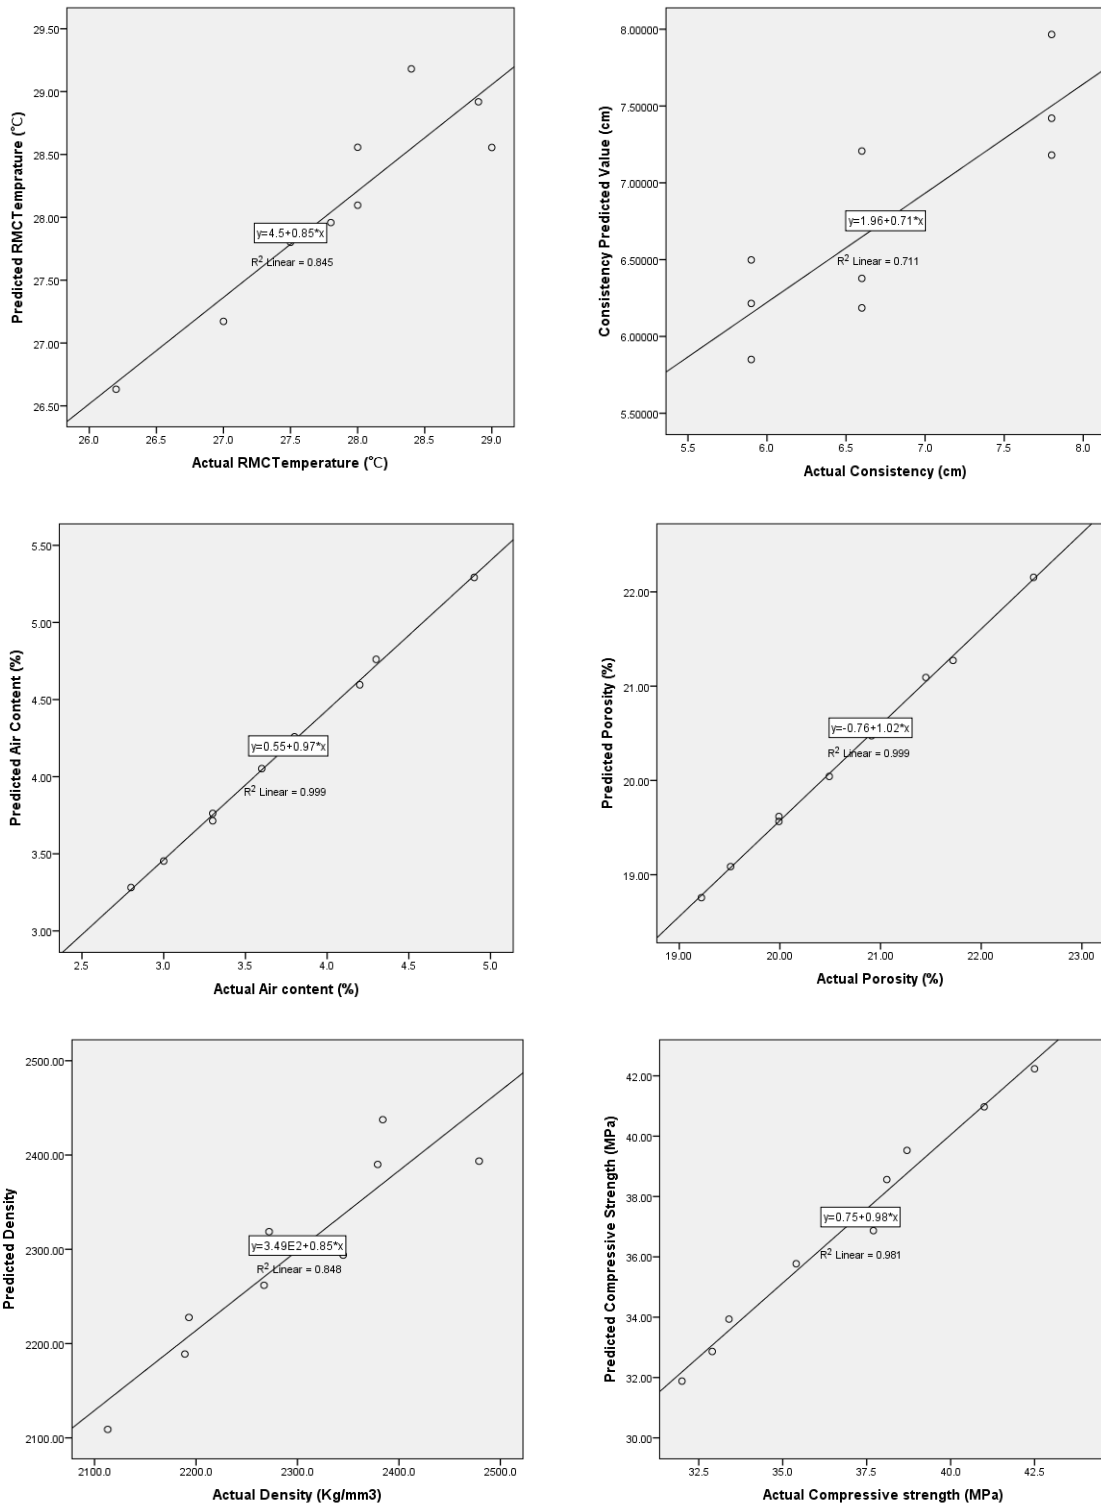 29.50
29.00
28.50
28.00
27.50
27.00
26.50
Predicted RMCTemprature (°C)
y=4.5+0.85*x
R2 Linear = 0.845
26.0 26.5 27.0 27.5 28.0 28.5 29.0
Actual RMCTemperature (°C)
8.00000
7.50000
7.00000
6.50000
6.00000
5.50000
Consistency Predicted Value (cm)
y=1.96+0.71*x
R2 Linear = 0.711
5.5 6.0 6.5 7.0 7.5 8.0
Actual Consistency (cm)
5.50
5.00
4.50
4.00
3.50
3.00
Predicted Air Content (%)
y=0.55+0.97*x
R2 Linear = 0.999
2.5 3.0 3.5 4.0 4.5 5.0
Actual Air content (%)
22.00
21.00
20.00
19.00
Predicted Porosity (%)
y=-0.76+1.02*x
R2 Linear = 0.999
19.00 20.00 21.00 22.00 23.00
Actual Porosity (%)
2500.00
2400.00
2300.00
2200.00
2100.00
Predicted Density
y=3.49E2+0.85*x
R2 Linear = 0.848
2100.0 2200.0 2300.0 2400.0 2500.0
Actual Density (Kg/mm3)
42.00
40.00
38.00
36.00
34.00
32.00
30.00
Predicted Compressive Strength (MPa)
y=0.75+0.98*x
R2 Linear = 0.981
32.5 35.0 37.5 40.0 42.5
Actual Compressive strength (MPa)